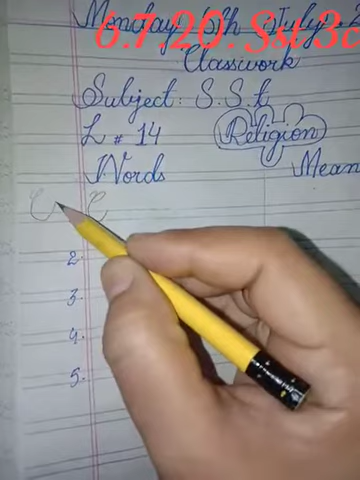 Monday 6th July
6.7.20. Sst 3c
Classwork
Subject: S.S.t
L # 14 Religion
Words Mean
2.
3.
4.
5.